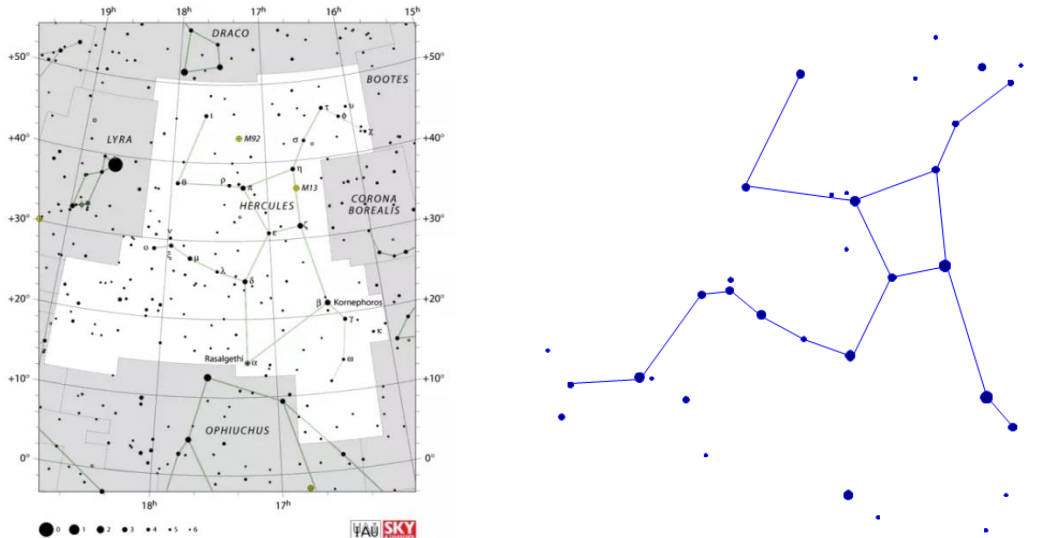 19h 18h 17h 16h 15h
DRACO
+50° +50°
BOOTES
τ υ
ι φ
χ
LYRA M92 σ
+40° +40°
η
θ ρ π M13
HERCULES CORONA
BOREALIS
+30° ε ζ +30°
ν
ο
ξ μ
λ δ
+20° β Kornephoros +20°
γ
κ
Rasalgethi α ω
+10° +10°
OPHIUCHUS
0° 0°
18h 17h
0 1 2 3 4 5 6
IAU SKY